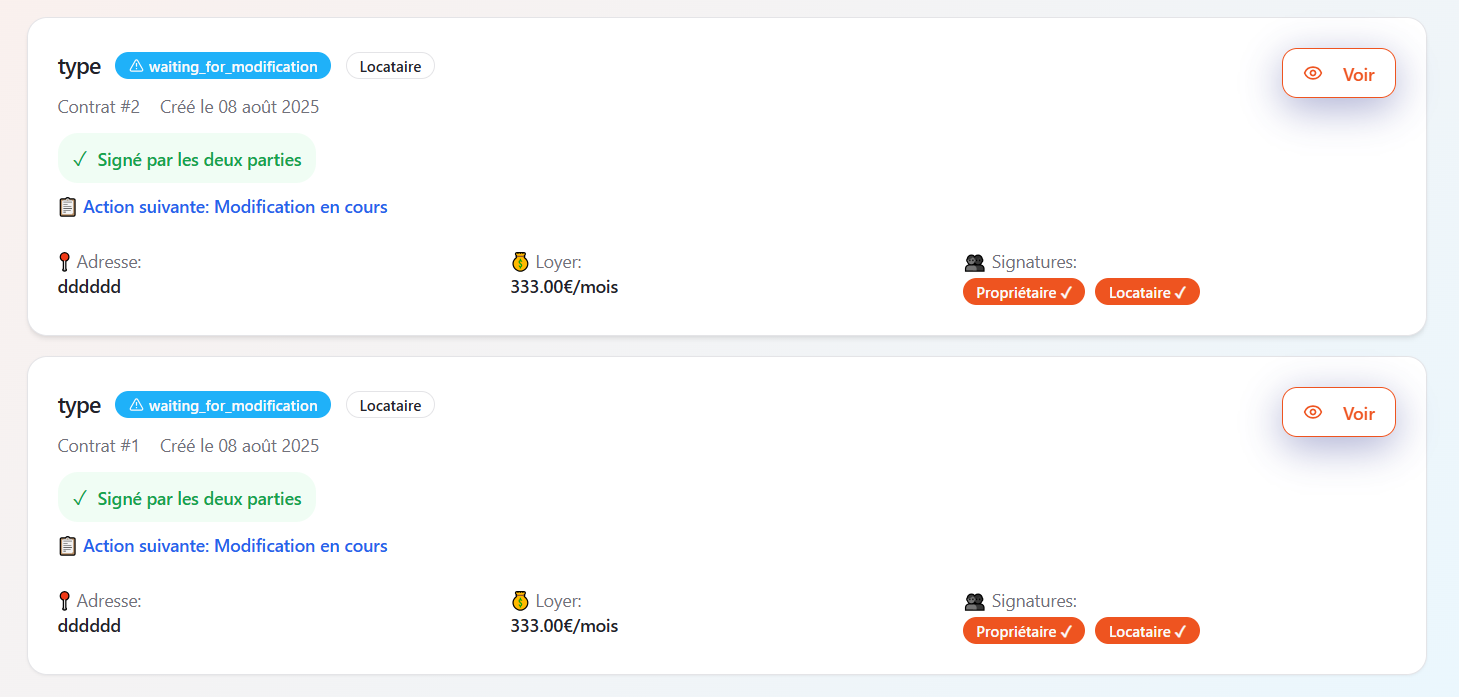 type waiting_for_modification Locataire Voir
Contrat #2 Créé le 08 août 2025
✓ Signé par les deux parties
Action suivante: Modification en cours
Adresse: Loyer: Signatures:
dddddd 333.00€/mois Propriétaire ✓ Locataire ✓
type waiting_for_modification Locataire Voir
Contrat #1 Créé le 08 août 2025
✓ Signé par les deux parties
Action suivante: Modification en cours
Adresse: Loyer: Signatures:
dddddd 333.00€/mois Propriétaire ✓ Locataire ✓